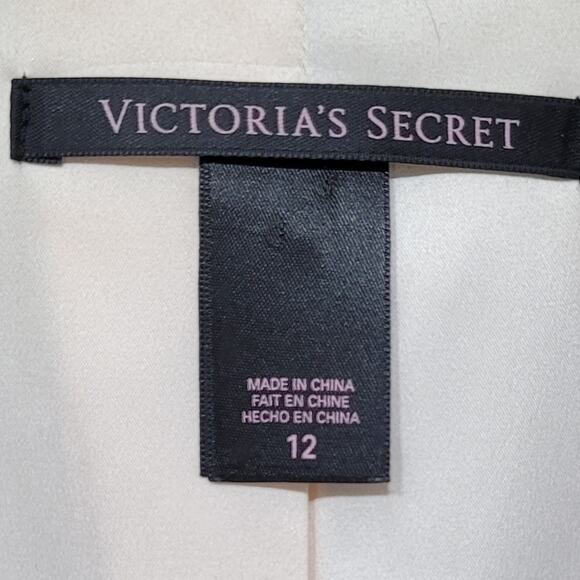 VICTORIA'S SECRET
MADE IN CHINA
FAIT EN CHINE
HECHO EN CHINA
12